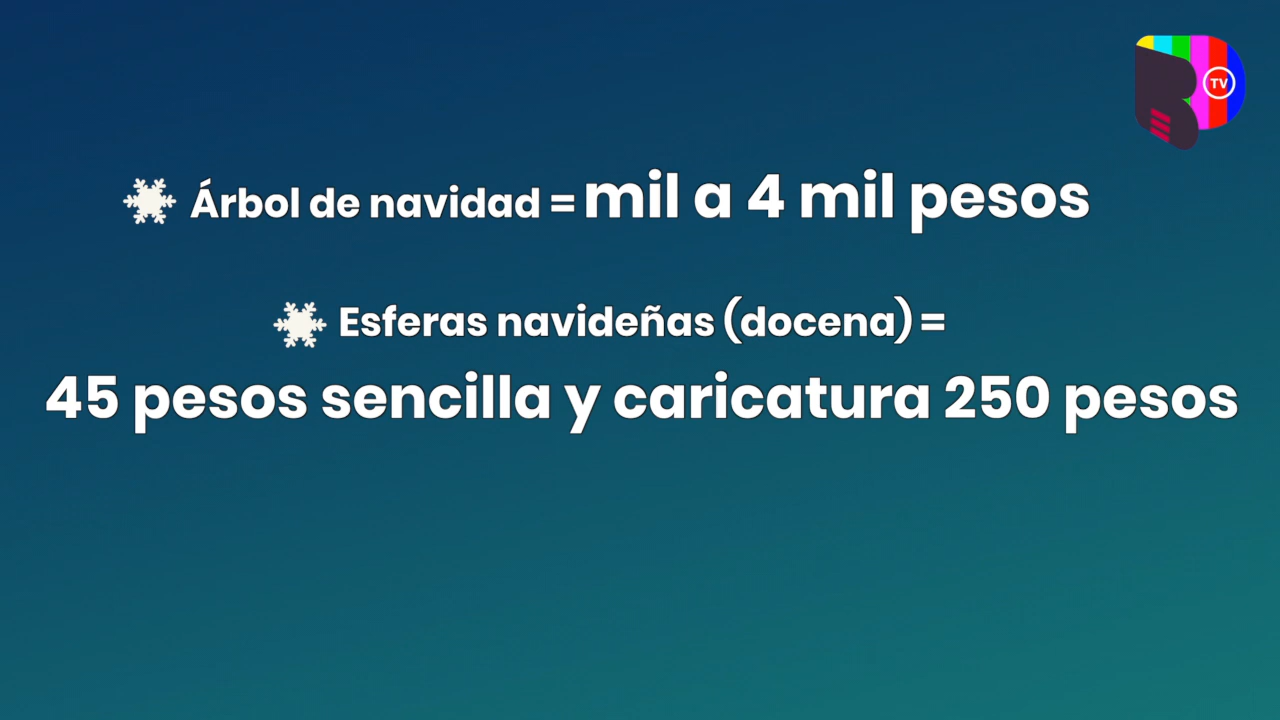 TV
Árbol de navidad = mil a 4 mil pesos
Esferas navideñas (docena) =
45 pesos sencilla y caricatura 250 pesos